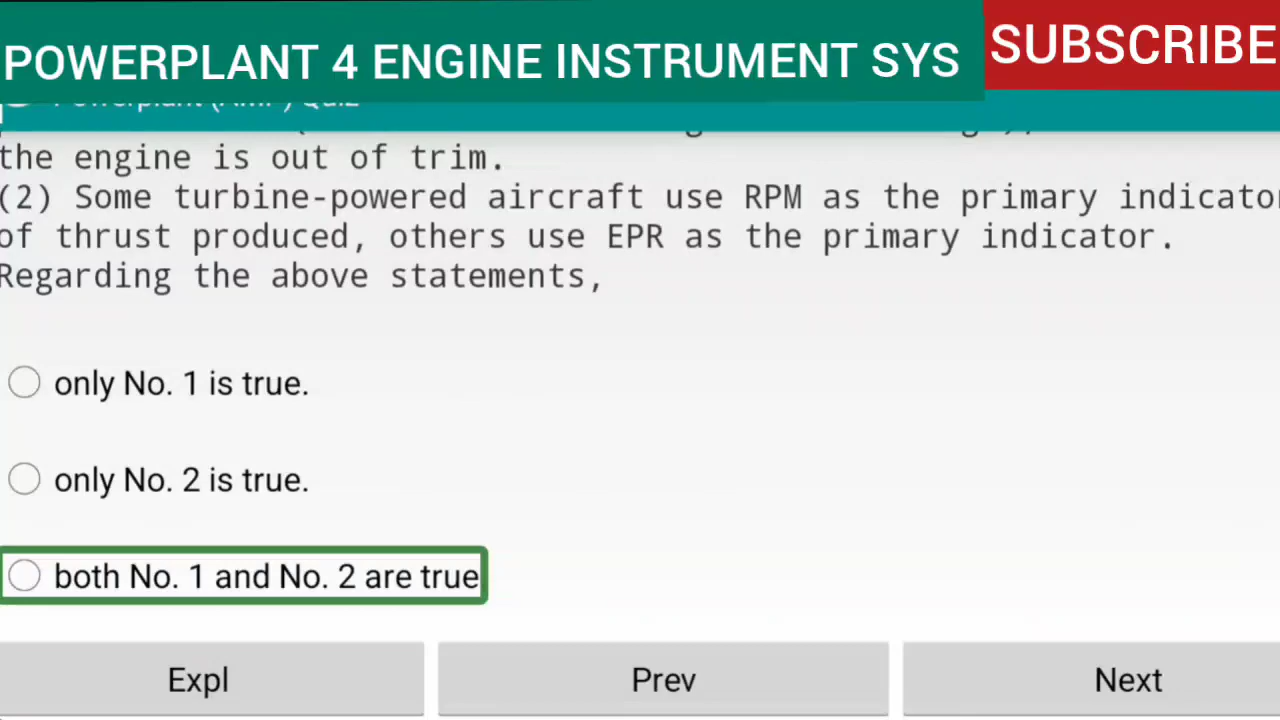 POWERPLANT 4 ENGINE INSTRUMENT SYS
SUBSCRIBE
Quiz
the engine is out of trim.
(2) Some turbine-powered aircraft use RPM as the primary indicato
of thrust produced, others use EPR as the primary indicator.
Regarding the above statements,
only No. 1 is true.
only No. 2 is true.
both No. 1 and No. 2 are true
Expl
Prev
Next